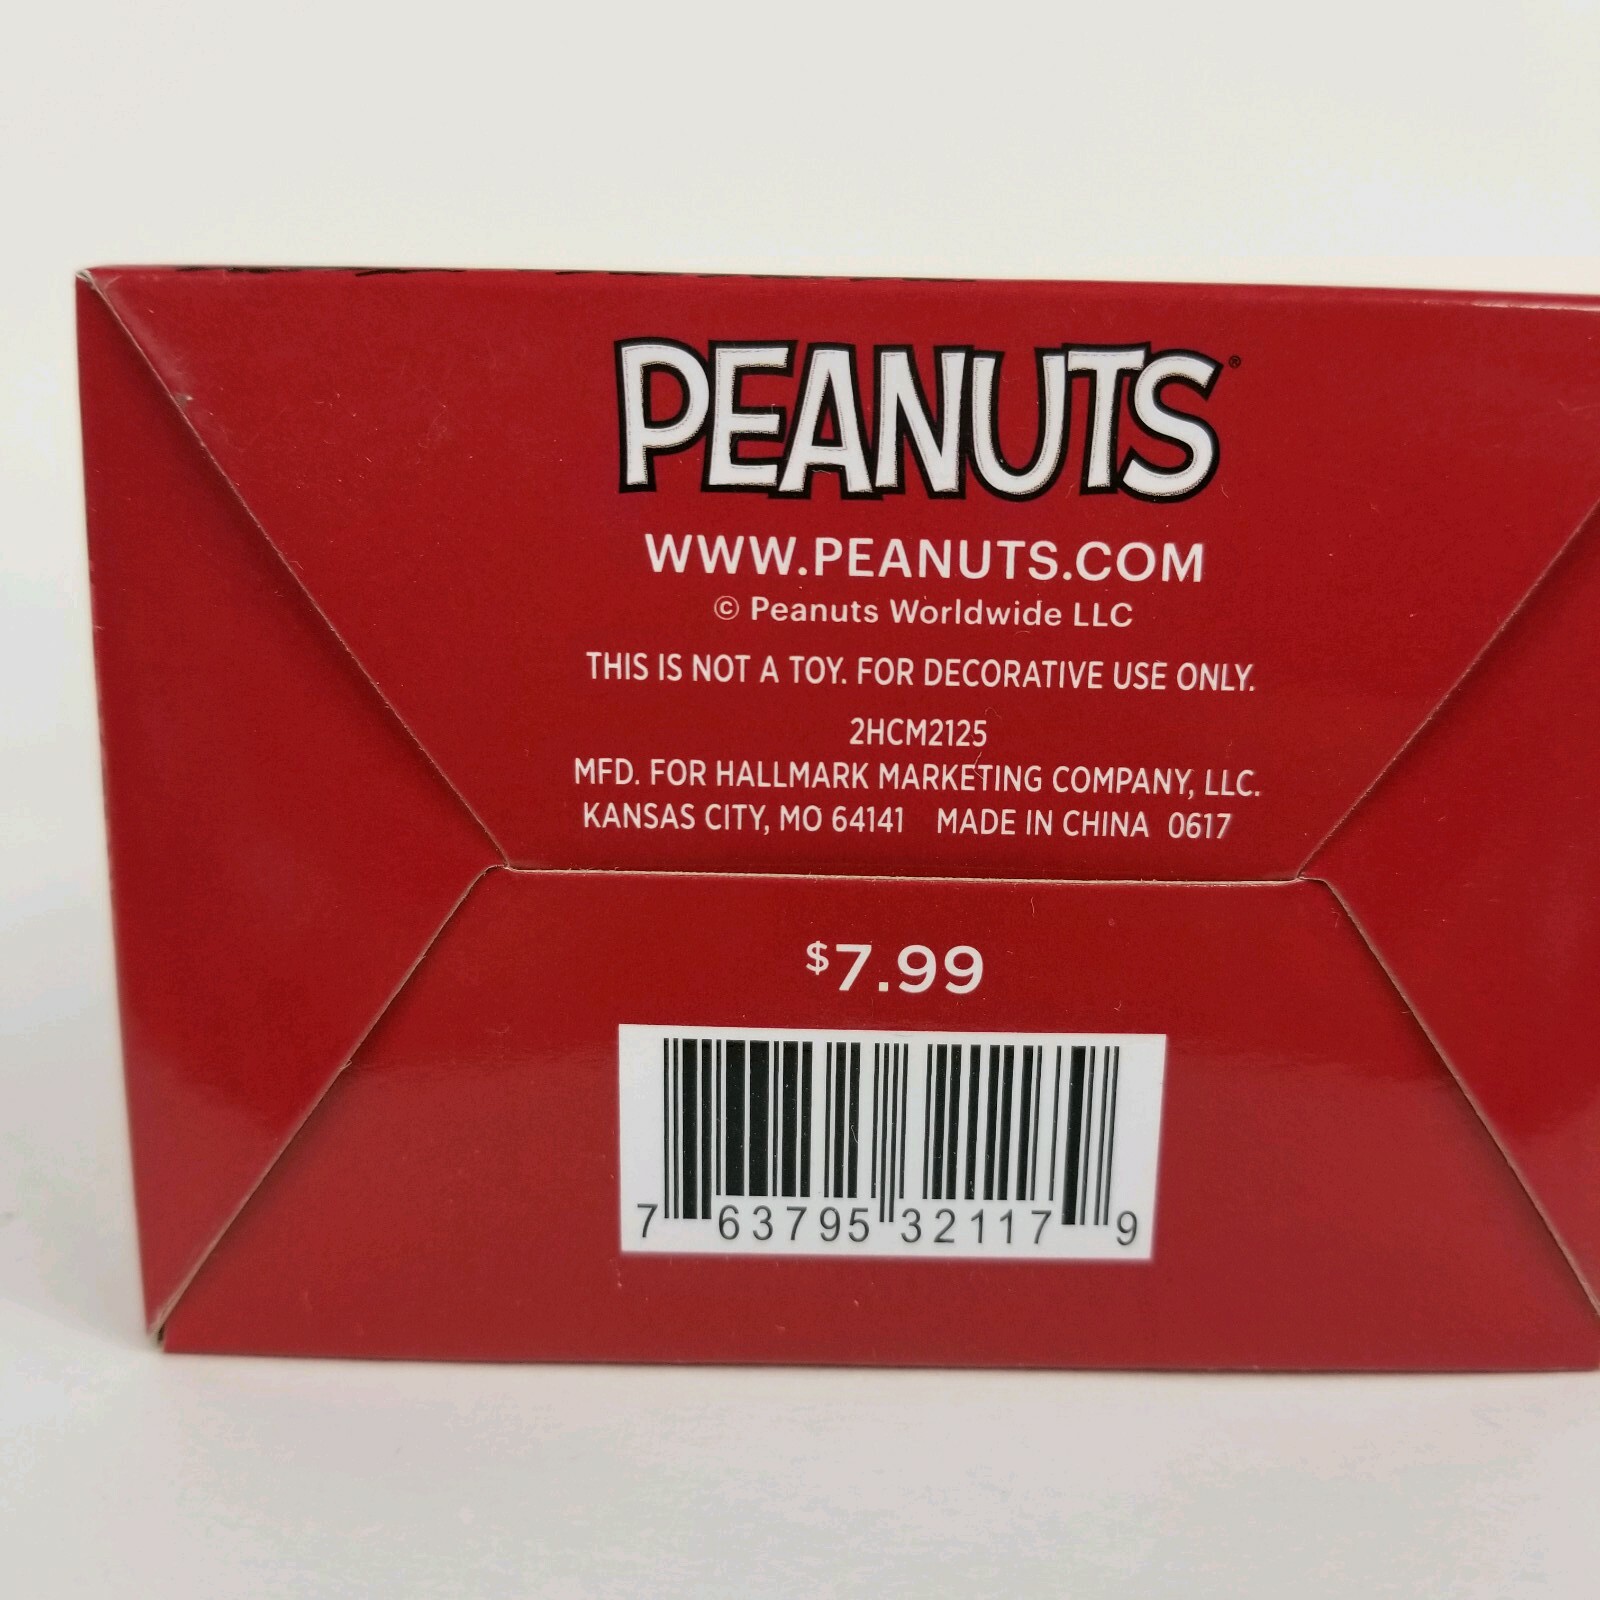 PEANUTS®
WWW.PEANUTS.COM
© Peanuts Worldwide LLC
THIS IS NOT A TOY. FOR DECORATIVE USE ONLY.
2HCM2125
MFD. FOR HALLMARK MARKETING COMPANY, LLC.
KANSAS CITY, MO 64141 MADE IN CHINA 0617
$7.99
7 63795 32117 9